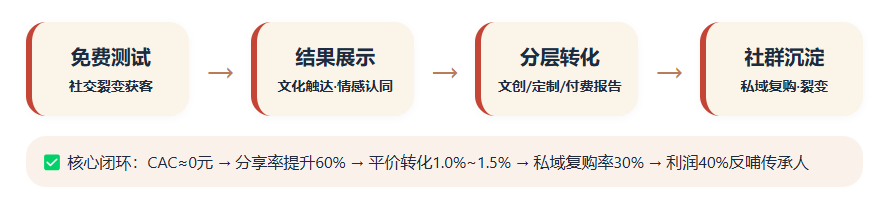 免费测试
社交裂变获客
→
结果展示
文化触达·情感认同
→
分层转化
文创/定制/付费报告
→
社群沉淀
私域复购·裂变
✅ 核心闭环：CAC≈0元 → 分享率提升60% → 平价转化1.0%~1.5% → 私域复购率30% → 利润40%反哺传承人